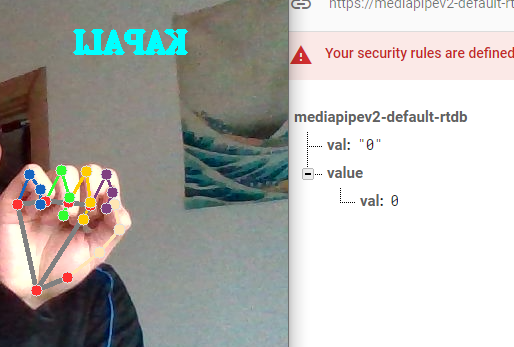 KAPALI
https://mediapipev2-default-rt
Your security rules are defined
mediapipev2-default-rtdb
val: "0"
value
val: 0